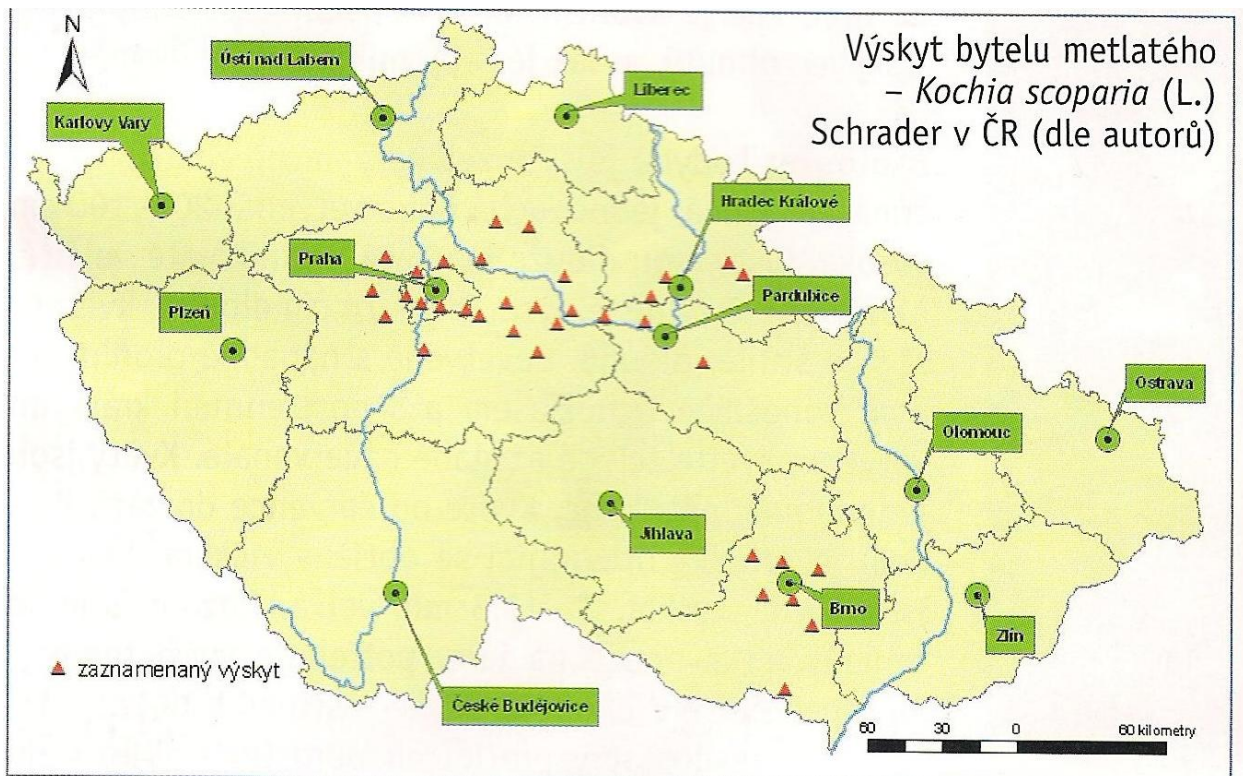 Výskyt bytelu metlatého
– Kochia scoparia (L.)
Schrader v ČR (dle autorů)
N
Ústí nad Labem
Liberec
Karlovy Vary
Hradec Králové
Praha
Pardubice
Plzeň
Ostrava
Olomouc
Jihlava
Brno
Zlín
zaznamenaný výskyt
České Budějovice
60 30 0 60 kilometry